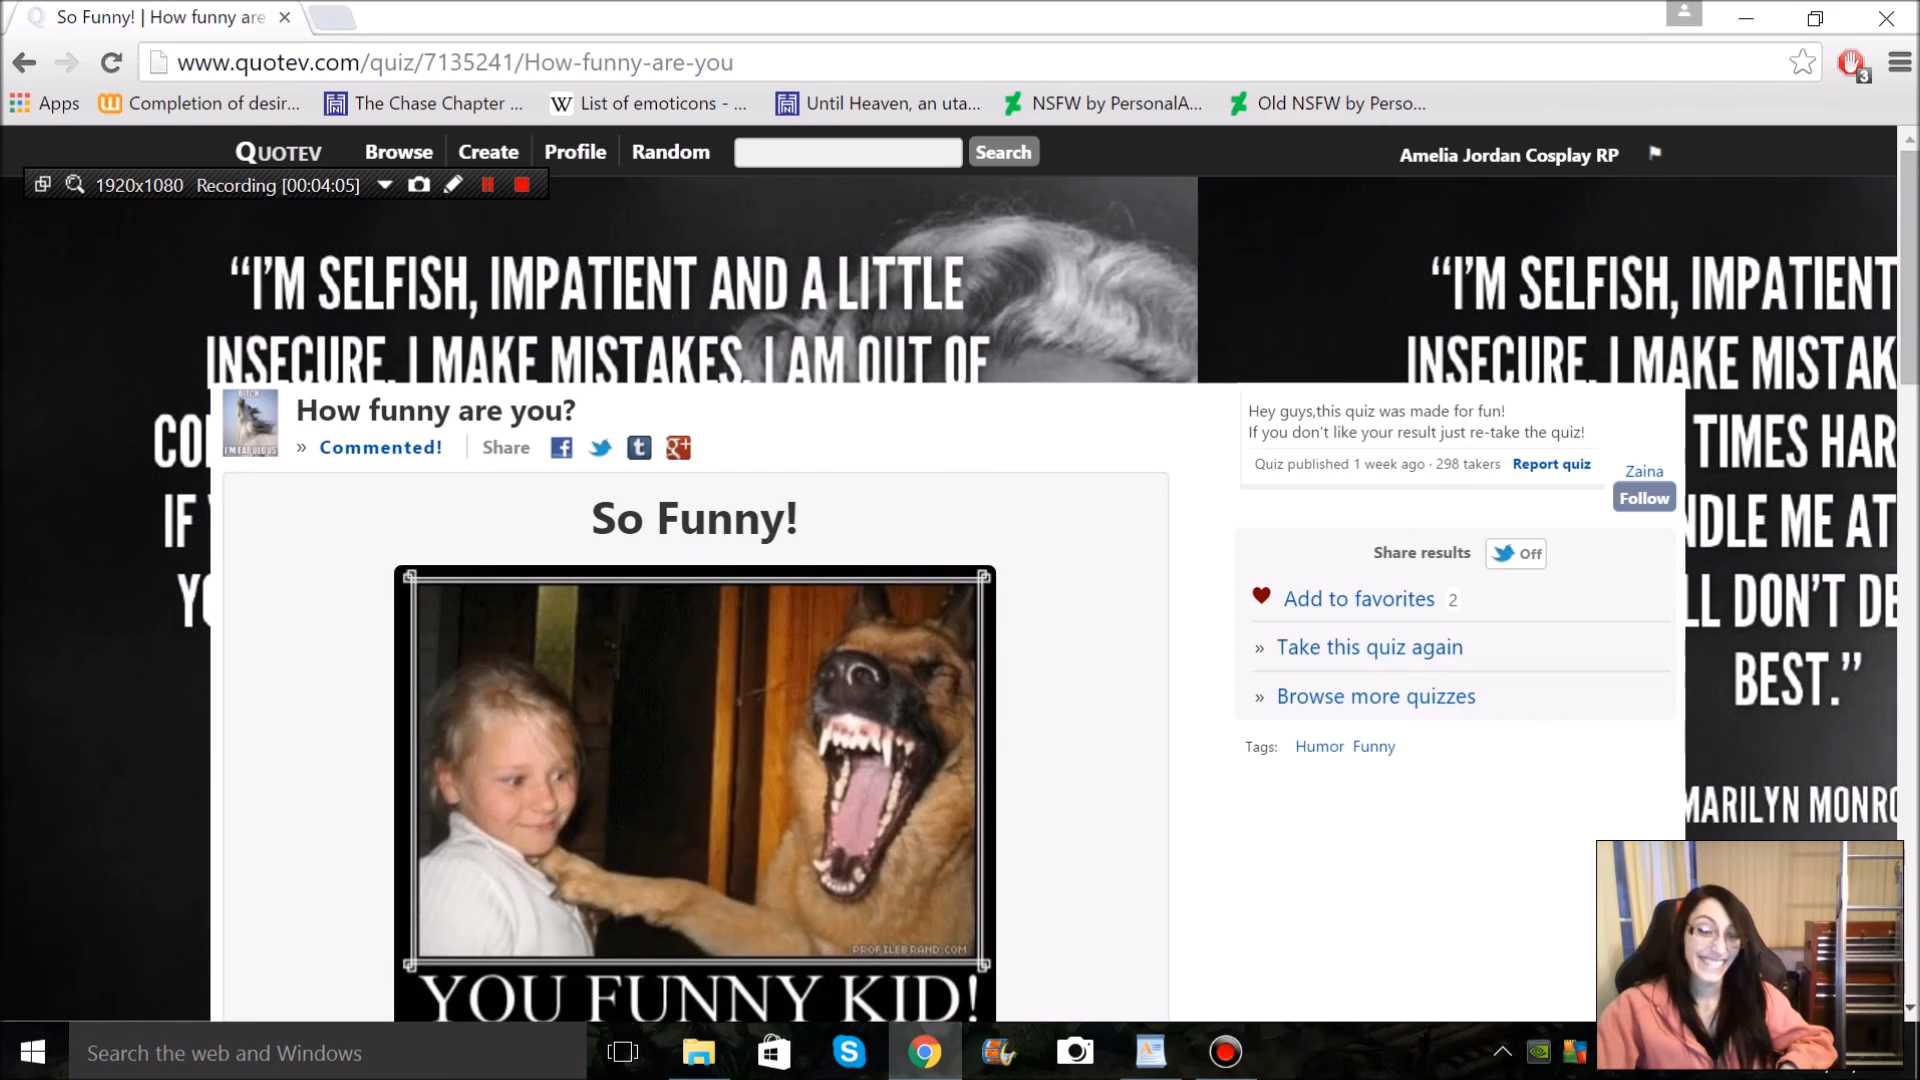 So Funny! | How funny are
www.quotev.com/quiz/7135241/How-funny-are-you
3
Apps Completion of desir... The Chase Chapter ... W List of emoticons - ... Until Heaven, an uta... NSFW by PersonalA... Old NSFW by Perso...
QUOTEV Browse Create Profile Random Search Amelia Jordan Cosplay RP
1920x1080 Recording [00:04:05]
“I'M SELFISH, IMPATIENT AND A LITTLE
INSECURE. I MAKE MISTAKES, I AM OUT OF
CO
IF
Y
“I'M SELFISH, IMPATIENT
INSECURE. I MAKE MISTAK
TIMES HAR
NDLE ME AT
LL DON'T DE
BEST.”
MARILYN MONRO
I'M FABULOUS
How funny are you?
» Commented! Share
So Funny!
PROFILEBRAND.COM
YOU FUNNY KID!
Hey guys,this quiz was made for fun!
If you don't like your result just re-take the quiz!
Quiz published 1 week ago · 298 takers Report quiz
Zaina
Follow
Share results Off
Add to favorites 2
» Take this quiz again
» Browse more quizzes
Tags: Humor Funny
Search the web and Windows